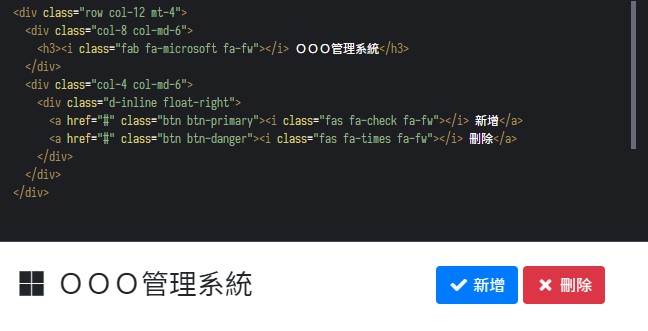 <div class="row col-12 mt-4">
<div class="col-8 col-md-6">
<h3><i class="fab fa-microsoft fa-fw"></i> ＯＯＯ管理系統</h3>
</div>
<div class="col-4 col-md-6">
<div class="d-inline float-right">
<a href="#" class="btn btn-primary"><i class="fas fa-check fa-fw"></i> 新增</a>
<a href="#" class="btn btn-danger"><i class="fas fa-times fa-fw"></i> 刪除</a>
</div>
</div>
</div>
ＯＯＯ管理系統 新增 刪除